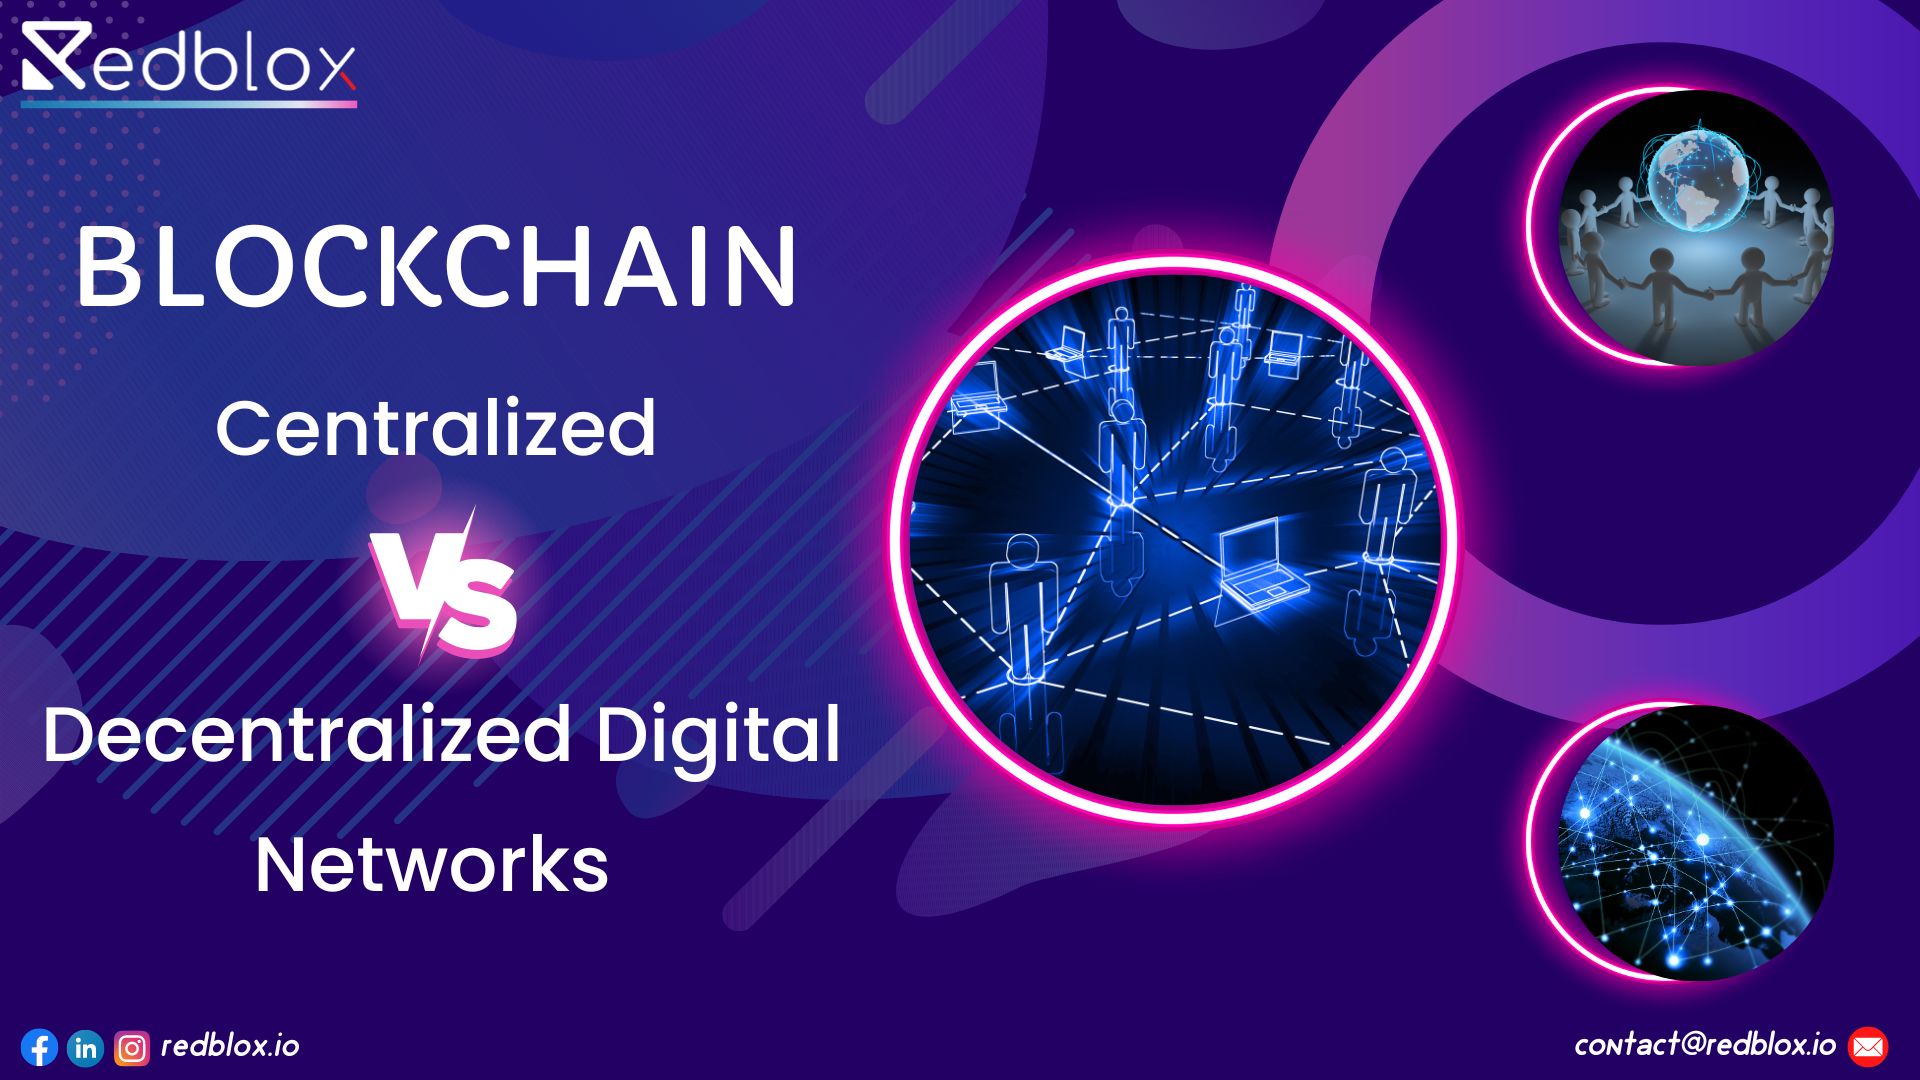 Redblox
BLOCKCHAIN
Centralized
VS
Decentralized Digital
Networks
redblox.io
contact@redblox.io